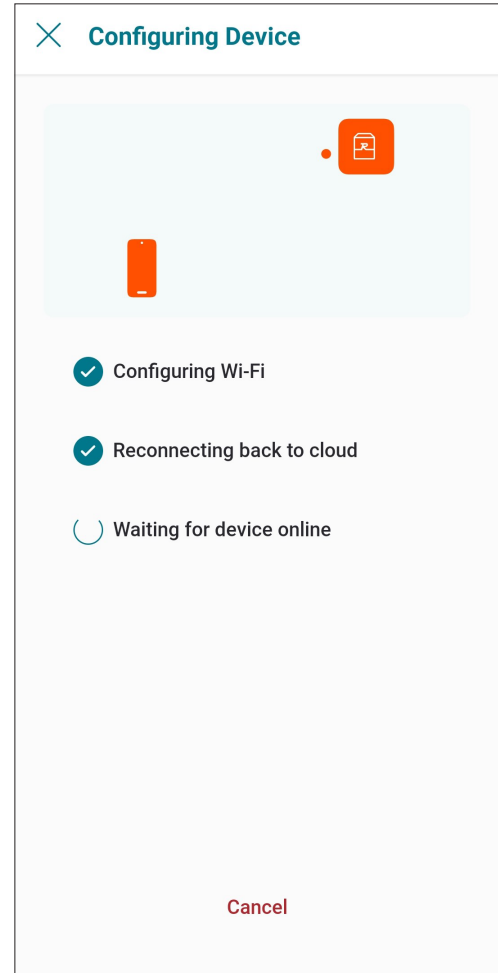 Configuring Device
Configuring Wi-Fi
Reconnecting back to cloud
Waiting for device online
Cancel